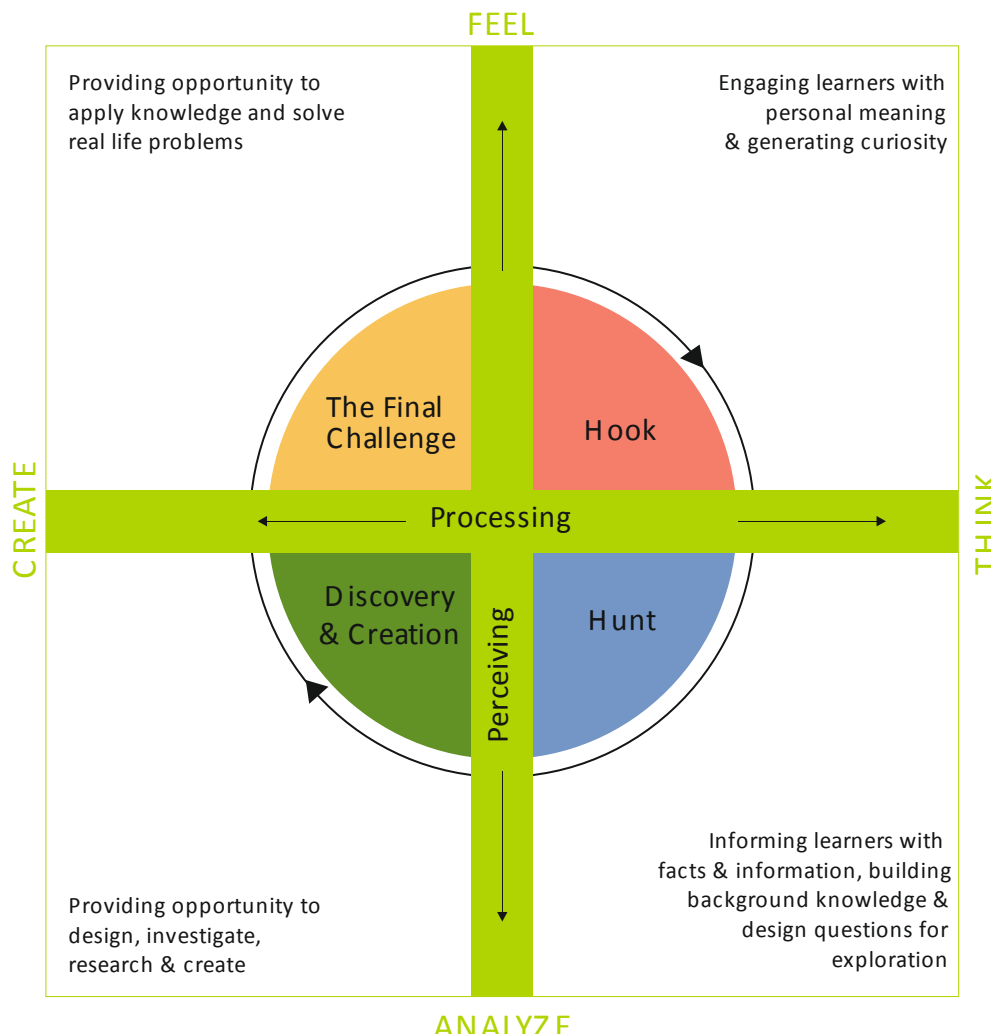 FEEL
Providing opportunity to
apply knowledge and solve
real life problems
Engaging learners with
personal meaning
& generating curiosity
The Final
Challenge
Hook
CREATE
Processing
THINK
Discovery
& Creation
Hunt
Perceiving
Providing opportunity to
design, investigate,
research & create
Informing learners with
facts & information, building
background knowledge &
design questions for
exploration
ANALYZE